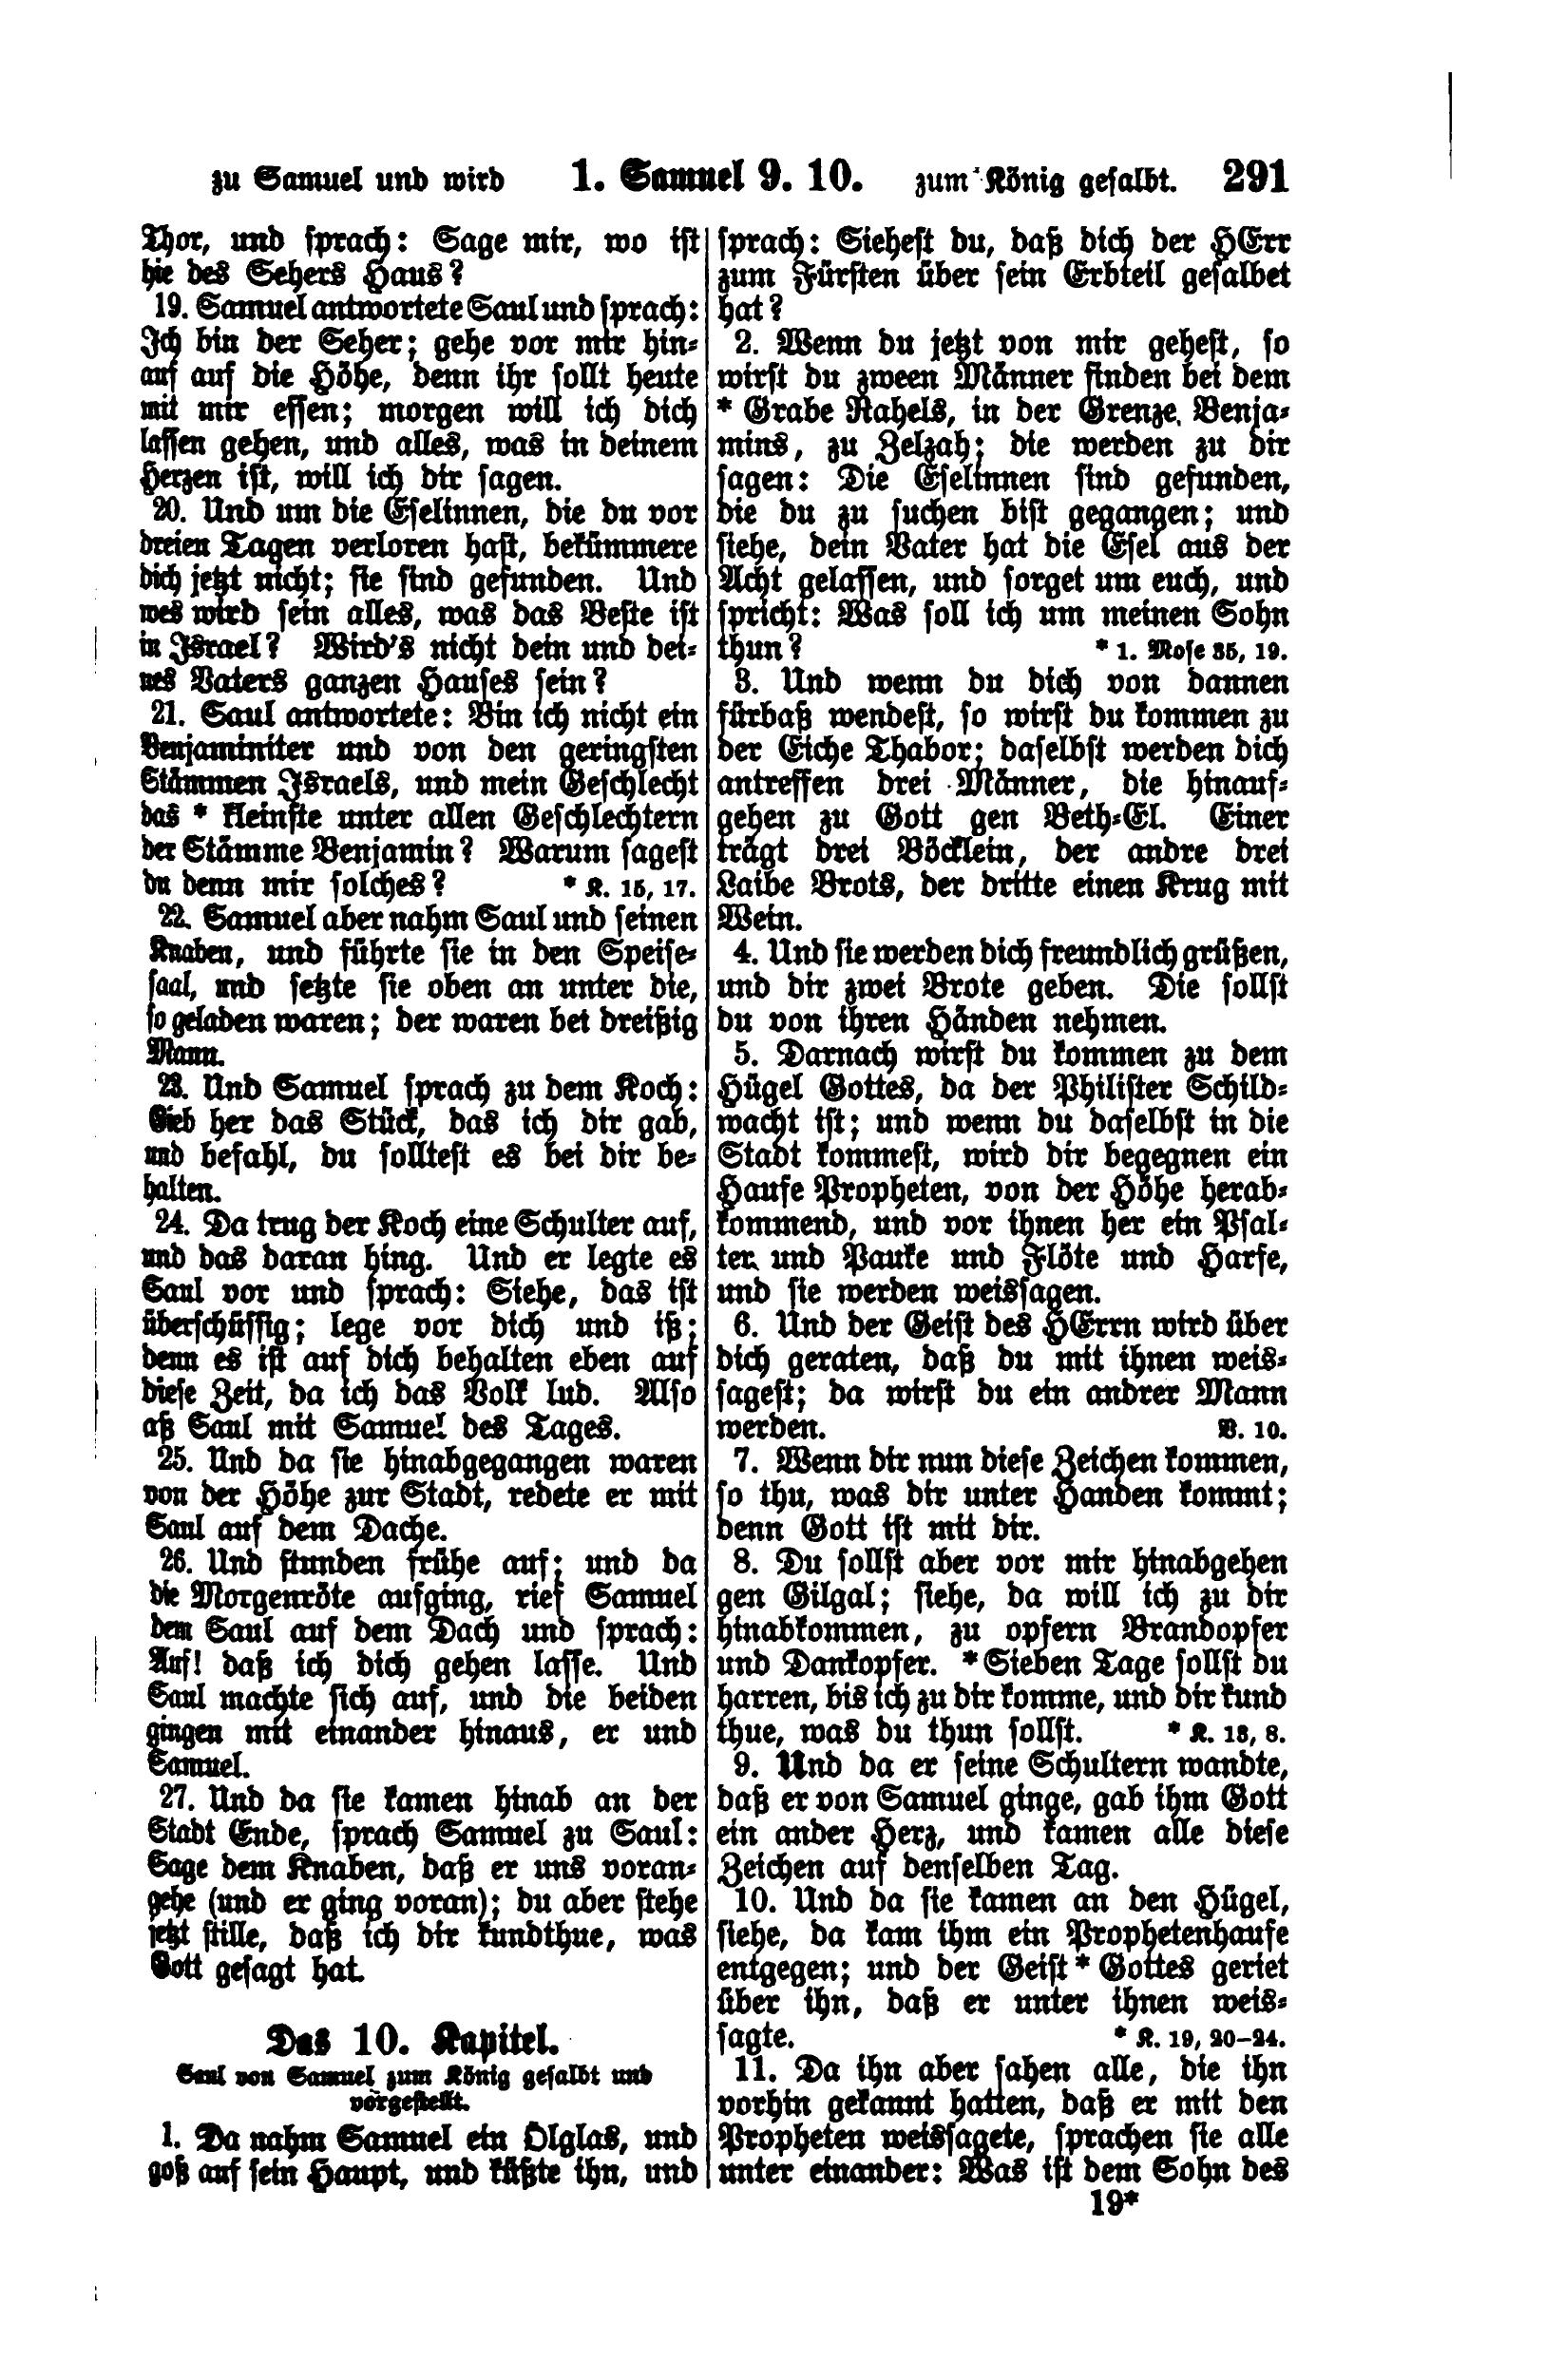 zu Samuel und wird 1. Samuel 9. 10. zum König gesalbt. 291
Thor, und sprach: Sage mir, wo ist
hie des Sehers Haus?
19. Samuel antwortete Saul und sprach:
Ich bin der Seher; gehe vor mir hin-
auf auf die Höhe, denn ihr sollt heute
mit mir essen; morgen will ich dich
lassen gehen, und alles, was in deinem
Herzen ist, will ich dir sagen.
20. Und um die Eselinnen, die du vor
dreien Tagen verloren hast, bekümmere
dich jetzt nicht; sie sind gefunden. Und
wes wird sein alles, was das Beste ist
in Israel? Wird's nicht dein und dei-
nes Vaters ganzen Hauses sein?
21. Saul antwortete: Bin ich nicht ein
Benjaminiter und von den geringsten
Stämmen Israels, und mein Geschlecht
das * kleinste unter allen Geschlechtern
der Stämme Benjamin? Warum sagest
du denn mir solches? * K. 15, 17.
22. Samuel aber nahm Saul und seinen
Knaben, und führte sie in den Speise-
saal, und setzte sie oben an unter die,
so geladen waren; der waren bei dreißig
Mann.
23. Und Samuel sprach zu dem Koch:
Gieb her das Stück, das ich dir gab,
und befahl, du solltest es bei dir be-
halten.
24. Da trug der Koch eine Schulter auf,
und das daran hing. Und er legte es
Saul vor und sprach: Siehe, das ist
überschüssig; lege vor dich und iß;
denn es ist auf dich behalten eben auf
diese Zeit, da ich das Volk lud. Also
aß Saul mit Samuel des Tages.
25. Und da sie hinabgegangen waren
von der Höhe zur Stadt, redete er mit
Saul auf dem Dache.
26. Und stunden frühe auf; und da
die Morgenröte aufging, rief Samuel
dem Saul auf dem Dach und sprach:
Auf! daß ich dich gehen lasse. Und
Saul machte sich auf, und die beiden
gingen mit einander hinaus, er und
Samuel.
27. Und da sie kamen hinab an der
Stadt Ende, sprach Samuel zu Saul:
Sage dem Knaben, daß er uns voran-
gehe (und er ging voran); du aber stehe
jetzt stille, daß ich dir kundthue, was
Gott gesagt hat.
Das 10. Kapitel.
Saul von Samuel zum König gesalbt und
vorgestellt.
1. Da nahm Samuel ein Ölglas, und
goß auf sein Haupt, und küßte ihn, und
sprach: Siehest du, daß dich der HErr
zum Fürsten über sein Erbteil gesalbet
hat?
2. Wenn du jetzt von mir gehest, so
wirst du zween Männer finden bei dem
* Grabe Rahels, in der Grenze Benja-
mins, zu Zelzah; die werden zu dir
sagen: Die Eselinnen sind gefunden,
die du zu suchen bist gegangen; und
siehe, dein Vater hat die Esel aus der
Acht gelassen, und sorget um euch, und
spricht: Was soll ich um meinen Sohn
thun? * 1. Mose 35, 19.
3. Und wenn du dich von dannen
fürbaß wendest, so wirst du kommen zu
der Eiche Thabor; daselbst werden dich
antreffen drei Männer, die hinauf-
gehen zu Gott gen Beth-El. Einer
trägt drei Böcklein, der andre drei
Laibe Brots, der dritte einen Krug mit
Wein.
4. Und sie werden dich freundlich grüßen,
und dir zwei Brote geben. Die sollst
du von ihren Händen nehmen.
5. Darnach wirst du kommen zu dem
Hügel Gottes, da der Philister Schild-
wacht ist; und wenn du daselbst in die
Stadt kommest, wird dir begegnen ein
Haufe Propheten, von der Höhe herab-
kommend, und vor ihnen her ein Psal-
ter und Pauke und Flöte und Harfe,
und sie werden weissagen.
6. Und der Geist des HErrn wird über
dich geraten, daß du mit ihnen weis-
sagest; da wirst du ein andrer Mann
werden. V. 10.
7. Wenn dir nun diese Zeichen kommen,
so thu, was dir unter Handen kommt;
denn Gott ist mit dir.
8. Du sollst aber vor mir hinabgehen
gen Gilgal; siehe, da will ich zu dir
hinabkommen, zu opfern Brandopfer
und Dankopfer. * Sieben Tage sollst du
harren, bis ich zu dir komme, und dir kund
thue, was du thun sollst. * K. 13, 8.
9. Und da er seine Schultern wandte,
daß er von Samuel ginge, gab ihm Gott
ein ander Herz, und kamen alle diese
Zeichen auf denselben Tag.
10. Und da sie kamen an den Hügel,
siehe, da kam ihm ein Prophetenhaufe
entgegen; und der Geist * Gottes geriet
über ihn, daß er unter ihnen weis-
sagte. * K. 19, 20–24.
11. Da ihn aber sahen alle, die ihn
vorhin gekannt hatten, daß er mit den
Propheten weissagete, sprachen sie alle
unter einander: Was ist dem Sohn des
19*